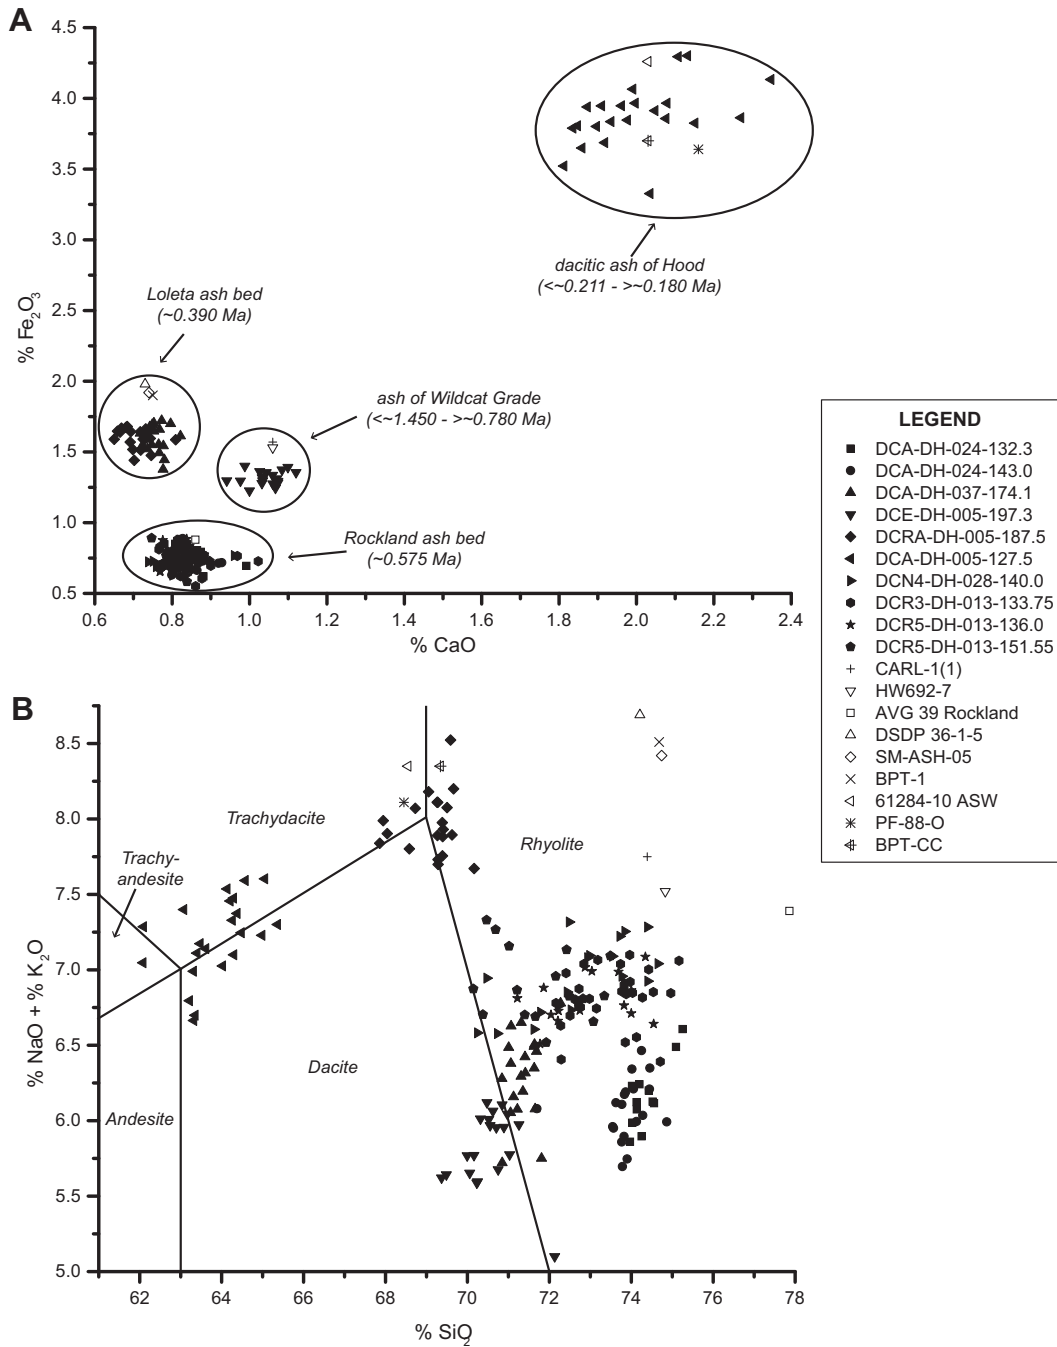 A
4.5
4.0
3.5
3.0
2.5
2.0
1.5
1.0
0.5
% Fe2O3
0.6 0.8 1.0 1.2 1.4 1.6 1.8 2.0 2.2 2.4
% CaO
dacitic ash of Hood
(<~0.211 - >~0.180 Ma)
Loleta ash bed
(~0.390 Ma)
ash of Wildcat Grade
(<~1.450 - >~0.780 Ma)
Rockland ash bed
(~0.575 Ma)
LEGEND
DCA-DH-024-132.3
DCA-DH-024-143.0
DCA-DH-037-174.1
DCE-DH-005-197.3
DCRA-DH-005-187.5
DCA-DH-005-127.5
DCN4-DH-028-140.0
DCR3-DH-013-133.75
DCR5-DH-013-136.0
DCR5-DH-013-151.55
CARL-1(1)
HW692-7
AVG 39 Rockland
DSDP 36-1-5
SM-ASH-05
BPT-1
61284-10 ASW
PF-88-O
BPT-CC
B
8.5
8.0
7.5
7.0
6.5
6.0
5.5
5.0
% NaO + % K2O
Trachydacite
Rhyolite
Trachy-
andesite
Dacite
Andesite
62 64 66 68 70 72 74 76 78
% SiO2